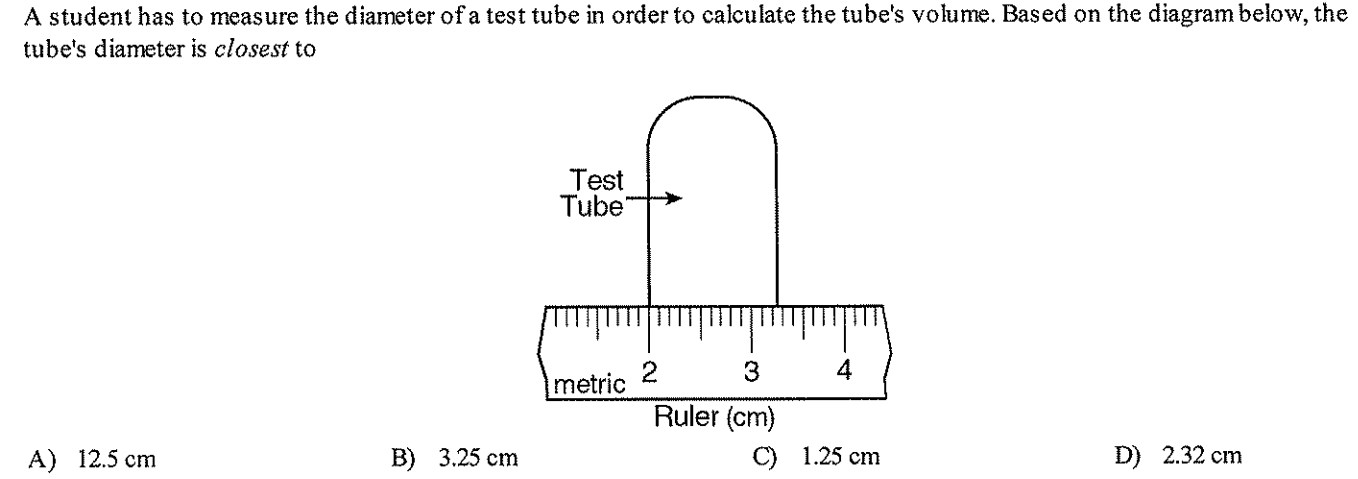 A student has to measure the diameter of a test tube in order to calculate the tube's volume. Based on the diagram below, the
tube's diameter is closest to
Test
Tube
2 3 4
metric
Ruler (cm)
A) 12.5 cm B) 3.25 cm C) 1.25 cm D) 2.32 cm